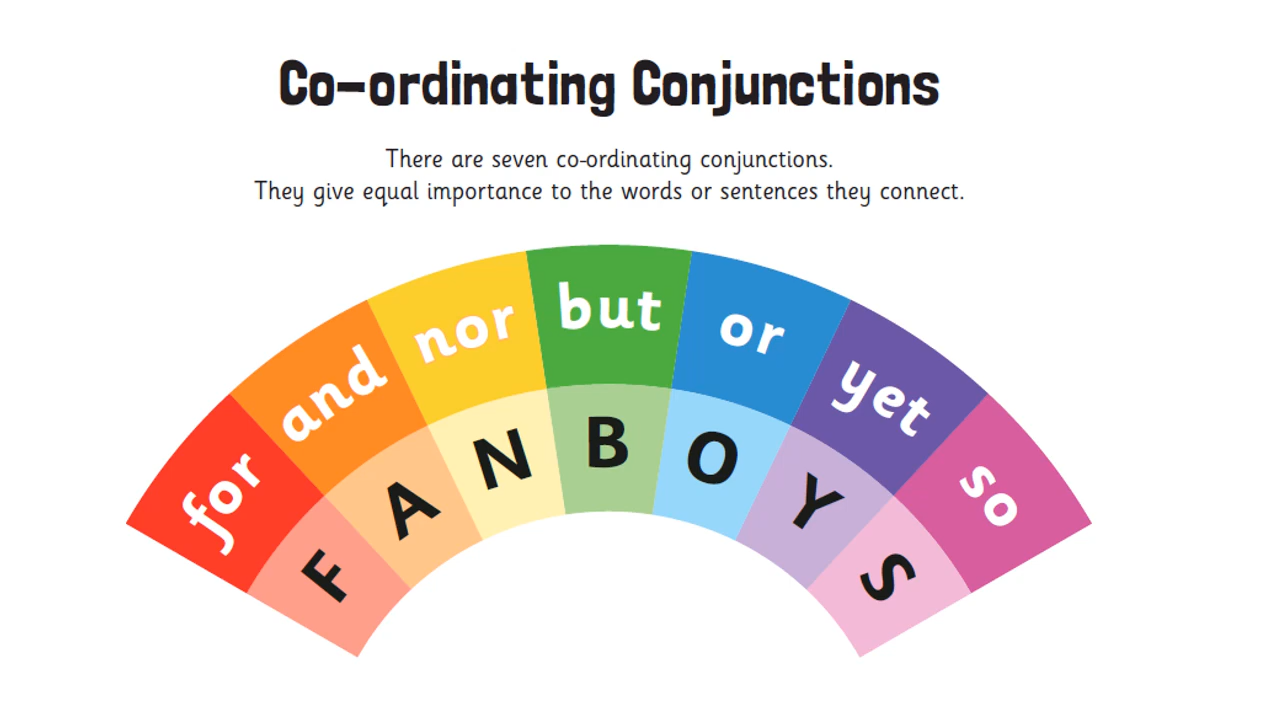 Co-ordinating Conjunctions
There are seven co-ordinating conjunctions.
They give equal importance to the words or sentences they connect.
for and nor but or yet so
F A N B O Y S